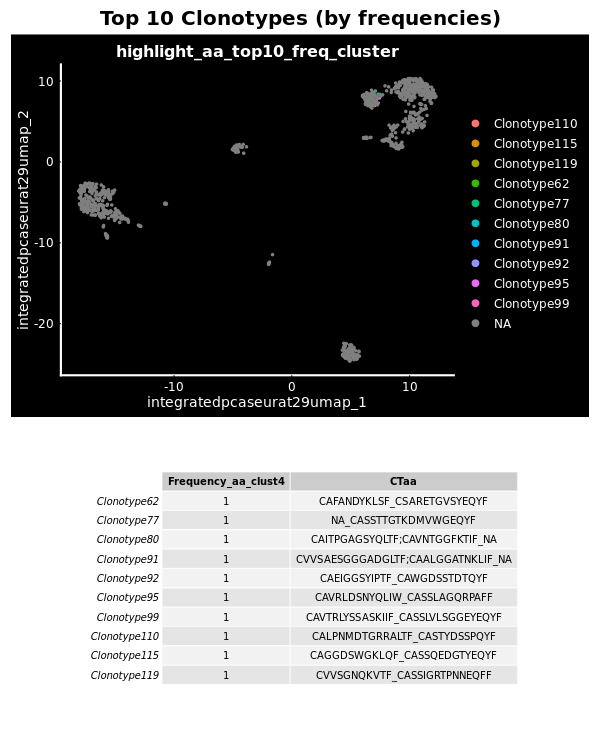 Top 10 Clonotypes (by frequencies)
highlight_aa_top10_freq_cluster
integratedpcaseurat29umap_2
10
0
-10
-20
-10
0
10
integratedpcaseurat29umap_1
Clonotype110
Clonotype115
Clonotype119
Clonotype62
Clonotype77
Clonotype80
Clonotype91
Clonotype92
Clonotype95
Clonotype99
NA
Frequency_aa_clust4 CTaa
Clonotype62 1 CAFANDYKLSF_CSARETGVSYEQYF
Clonotype77 1 NA_CASSTTGTKDMVWGEQYF
Clonotype80 1 CAITPGAGSYQLTF;CAVNTGGFKTIF_NA
Clonotype91 1 CVVSAESGGGADGLTF;CAALGGATNKLIF_NA
Clonotype92 1 CAEIGGSYIPTF_CAWGDSSTDTQYF
Clonotype95 1 CAVRLDSNYQLIW_CASSLAGQRPAFF
Clonotype99 1 CAVTRLYSSASKIIF_CASSLVLSGGEYEQYF
Clonotype110 1 CALPNMDTGRRALTF_CASTYDSSPQYF
Clonotype115 1 CAGGDSWGKLQF_CASSQEDGTYEQYF
Clonotype119 1 CVVSGNQKVTF_CASSIGRTPNNEQFF